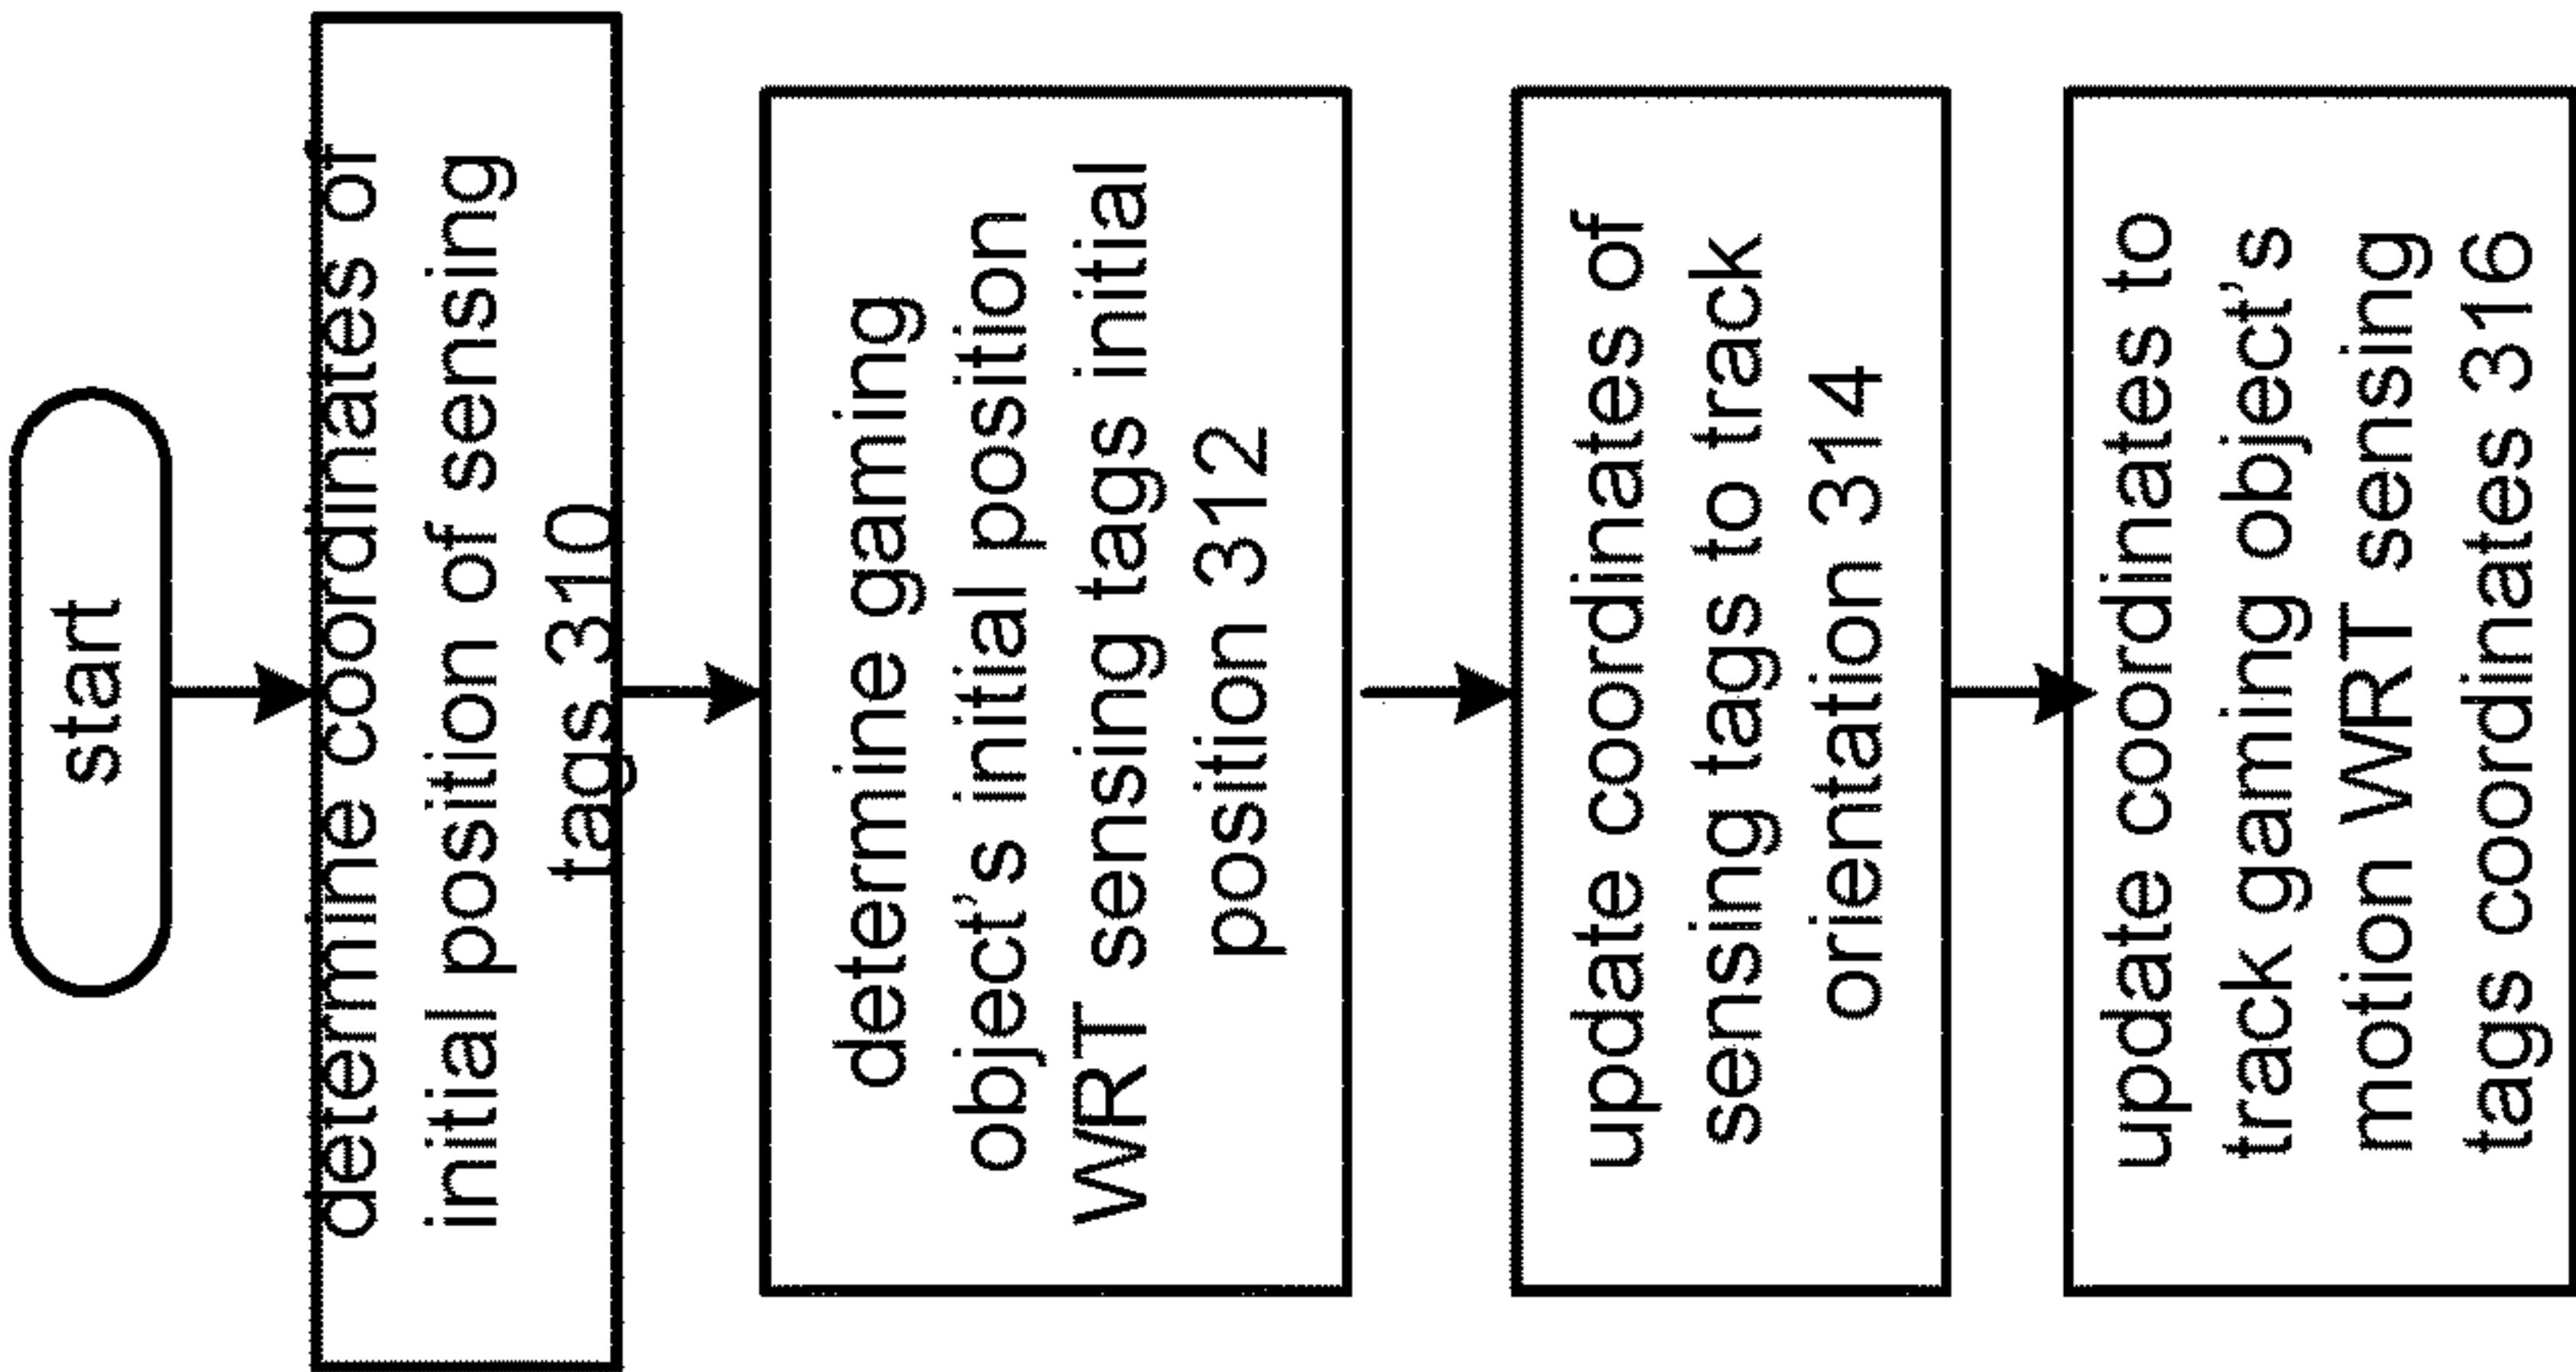 start
determine coordinates of
initial position of sensing
tags 310
determine gaming
object's initial position
WRT sensing tags initial
position 312
update coordinates of
sensing tags to track
orientation 314
update coordinates to
track gaming object's
motion WRT sensing
tags coordinates 316